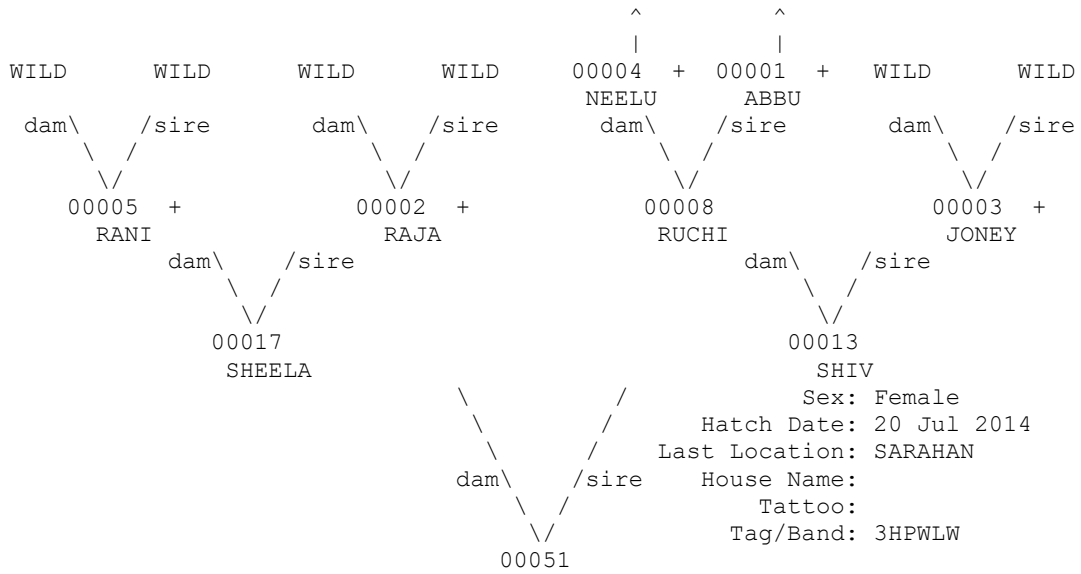 ^ ^
| |
WILD WILD WILD WILD 00004 + 00001 + WILD WILD
NEELU ABBU
dam\ /sire dam\ /sire dam\ /sire dam\ /sire
\ / \ / \ / \ /
\/ \/ \/ \/
00005 + 00002 + 00008 00003 +
RANI RAJA RUCHI JONEY
dam\ /sire dam\ /sire
\ / \ /
\/ \/
00017 00013
SHEELA SHIV
\ / Sex: Female
\ / Hatch Date: 20 Jul 2014
\ / Last Location: SARAHAN
dam\ /sire House Name:
\ / Tattoo:
\/ Tag/Band: 3HPWLW
00051